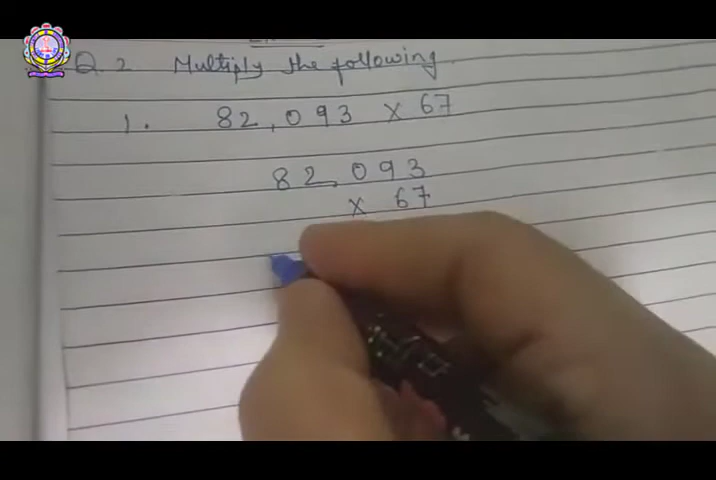 Q 2 Multiply the following.
1. 82,093 x 67
82,093
x 67